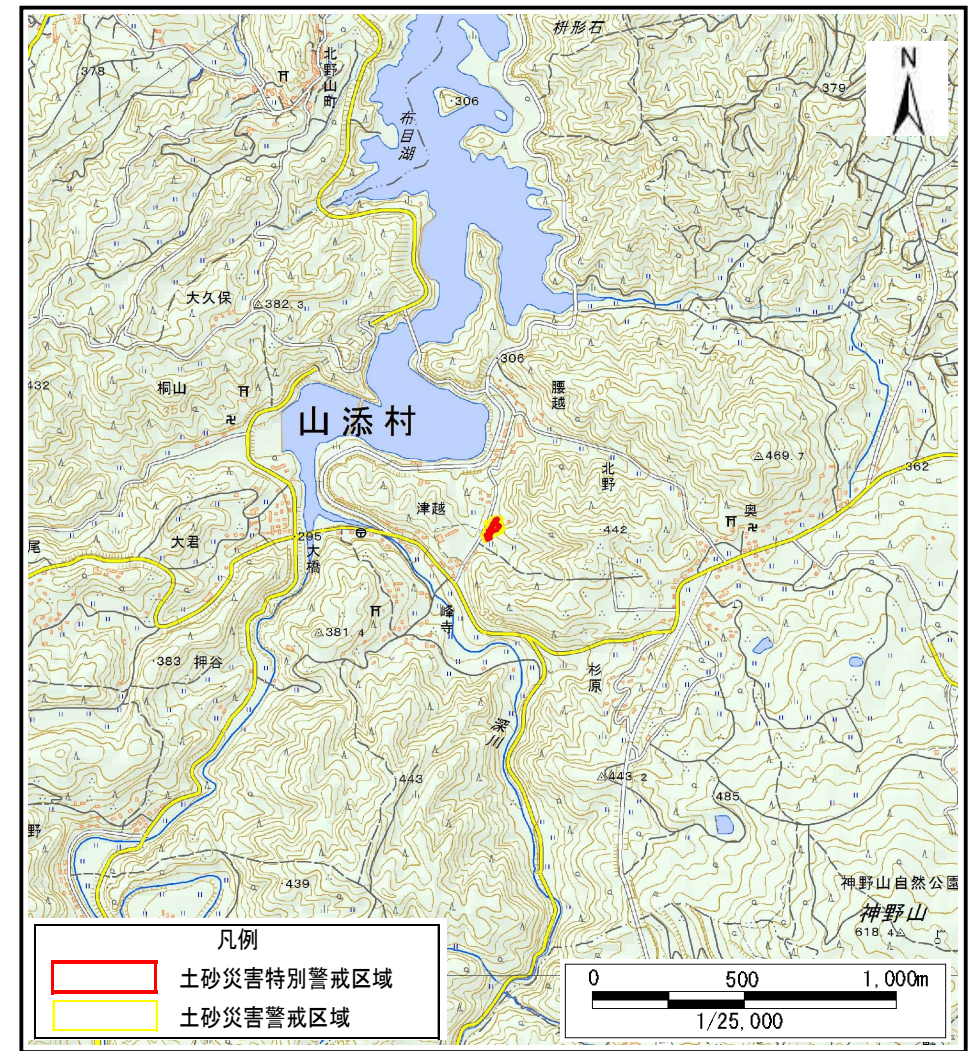 枡形石
N
378
北野山町
379
306
布目湖
大久保
382.3
306
432
桐山
350
腰越
山添村
469.7
362
北野
津越
奥
442
尾
大君
295
大橋
峰寺
381.4
383
押谷
杉原
深川
443
443.2
485
野
439
神野山自然公園
神野山
618.4
凡例
土砂災害特別警戒区域
土砂災害警戒区域
0 500 1,000m
1/25,000